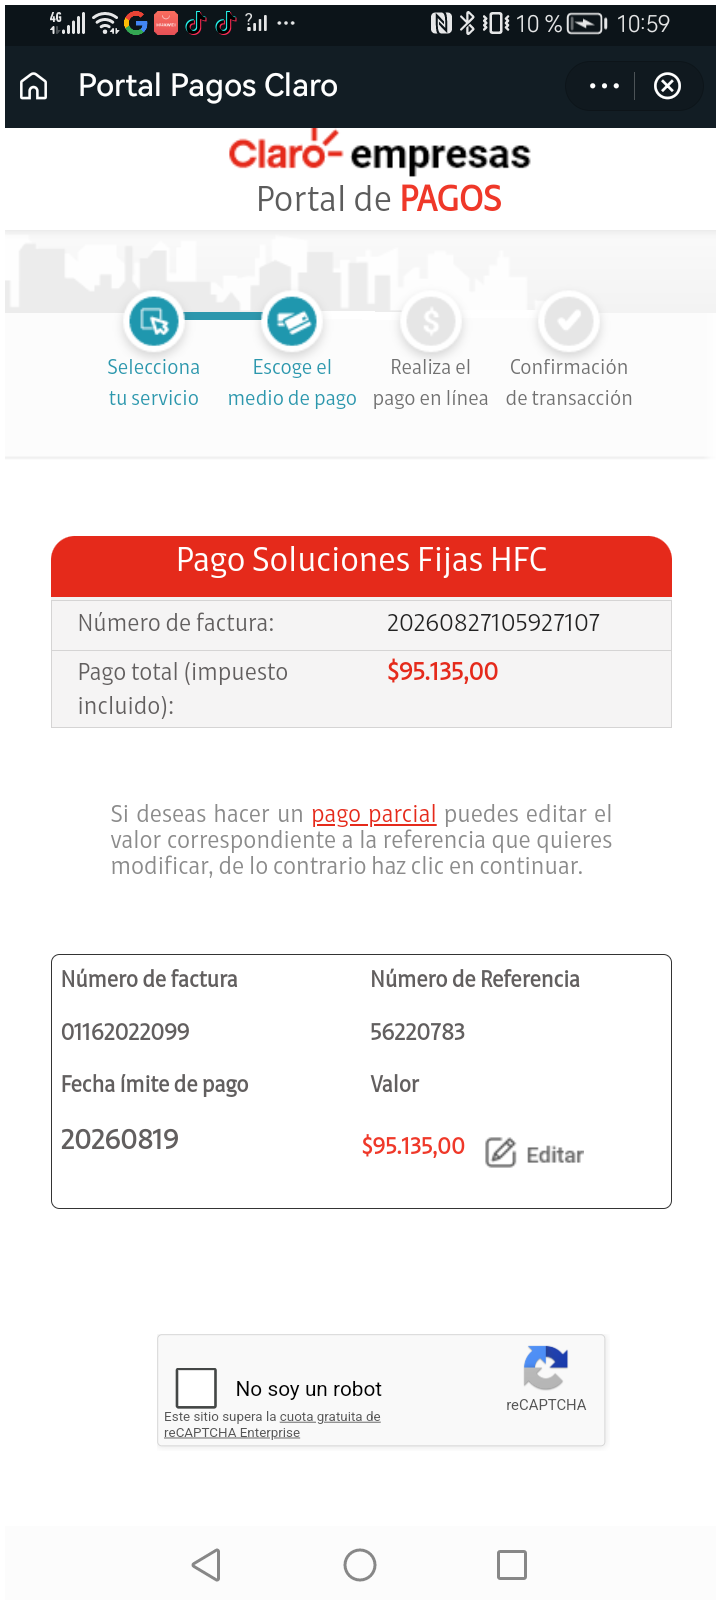 4G
10 %
10:59
Portal Pagos Claro
Claro- empresas
Portal de PAGOS
Selecciona
tu servicio
Escoge el
medio de pago
Realiza el
pago en línea
Confirmación
de transacción
Pago Soluciones Fijas HFC
Número de factura: 20260827105927107
Pago total (impuesto $95.135,00
incluido):
Si deseas hacer un pago parcial puedes editar el
valor correspondiente a la referencia que quieres
modificar, de lo contrario haz clic en continuar.
Número de factura Número de Referencia
01162022099 56220783
Fecha ímite de pago Valor
20260819 $95.135,00 Editar
No soy un robot
reCAPTCHA
Este sitio supera la cuota gratuita de
reCAPTCHA Enterprise